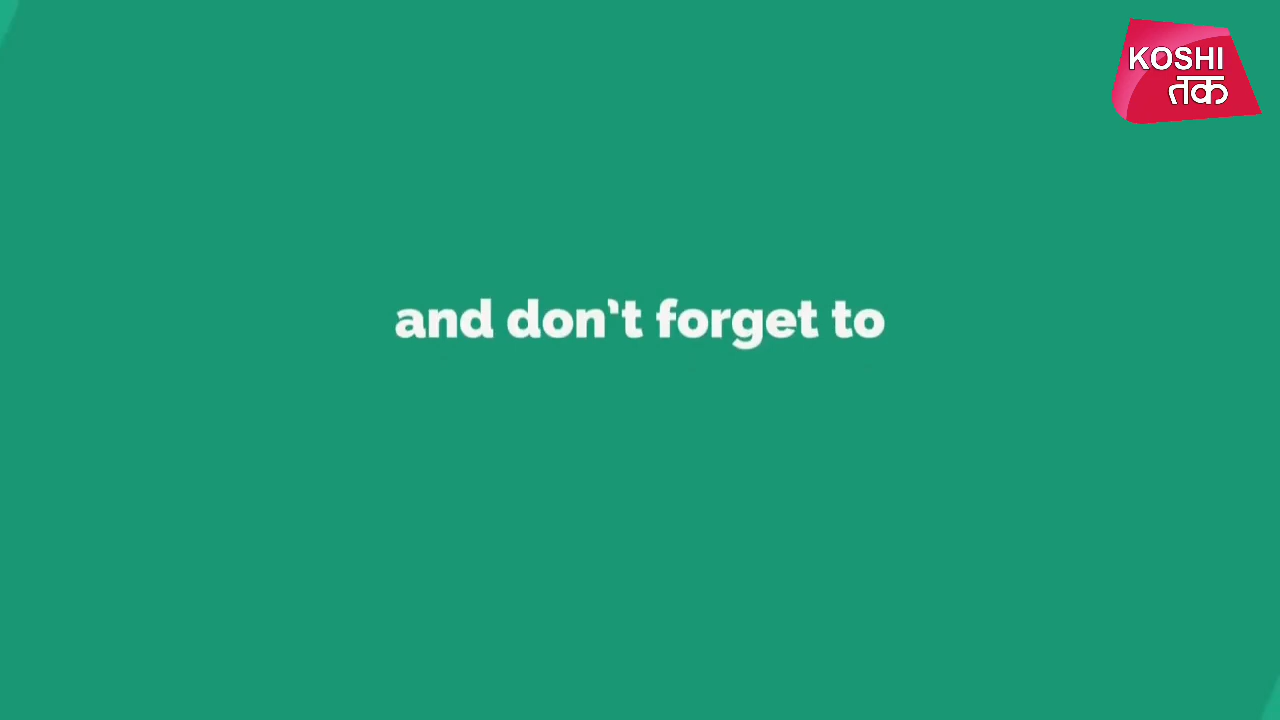 KOSHI
तक
and don't forget to